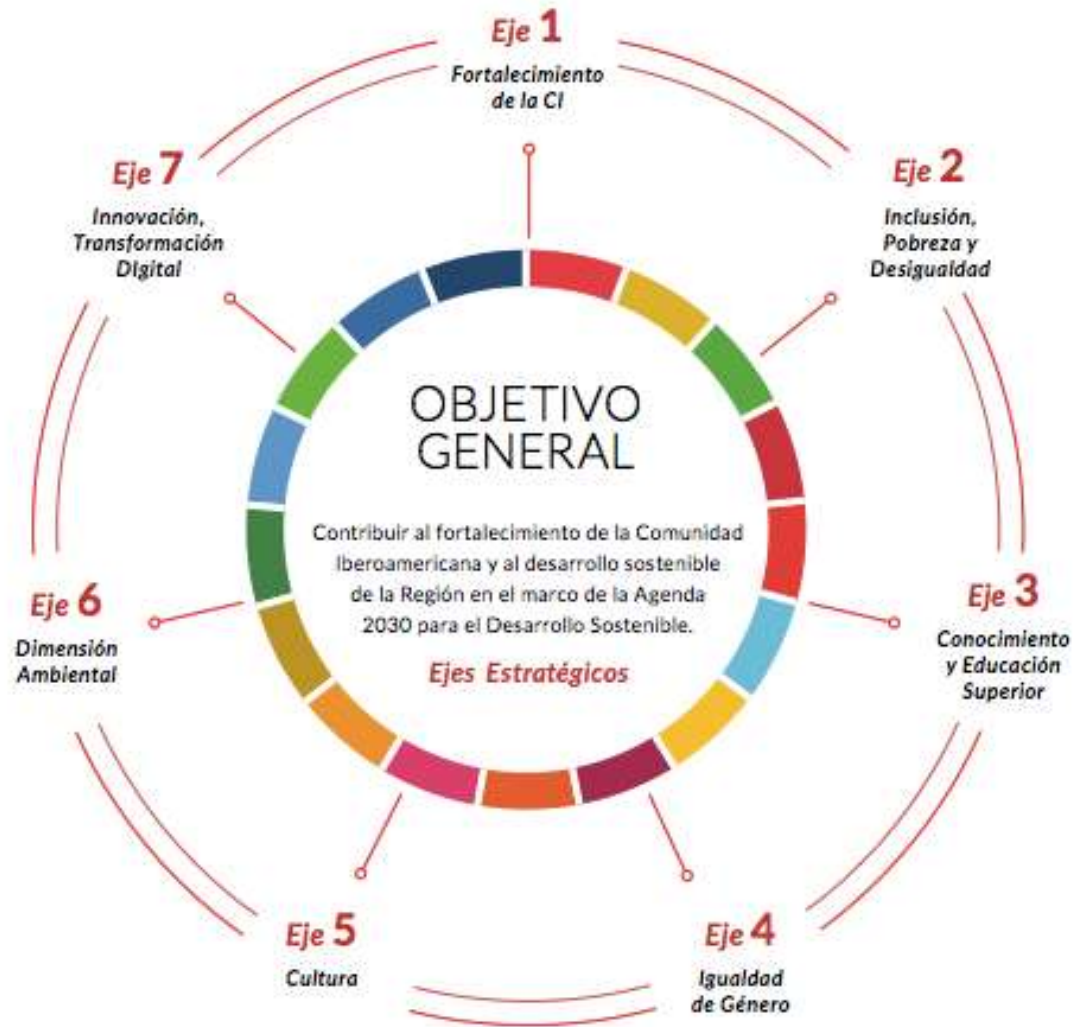 Eje 1
Fortalecimiento
de la CI
Eje 2
Inclusión,
Pobreza y
Desigualdad
Eje 3
Conocimiento
y Educación
Superior
Eje 4
Igualdad
de Género
Eje 5
Cultura
Eje 6
Dimensión
Ambiental
Eje 7
Innovación,
Transformación
DIgital
OBJETIVO
GENERAL
Contribuir al fortalecimiento de la Comunidad
Iberoamericana y al desarrollo sostenible
de la Región en el marco de la Agenda
2030 para el Desarrollo Sostenible.
Ejes Estratégicos